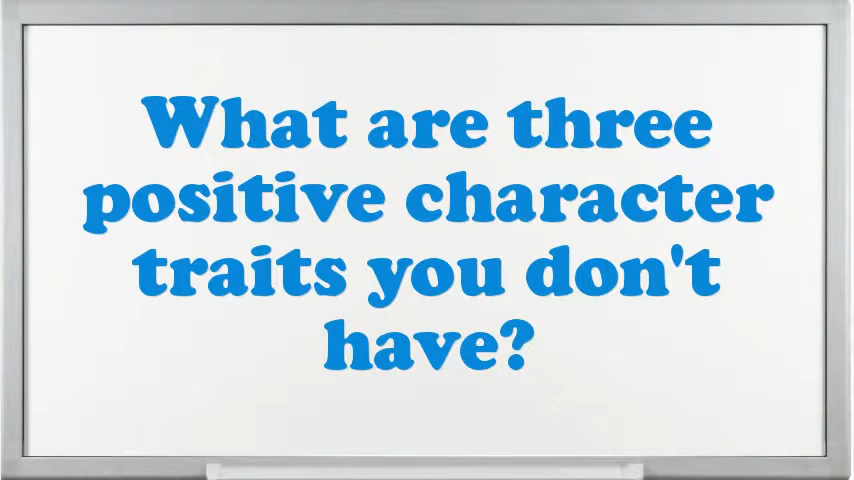 What are three
positive character
traits you don't
have?